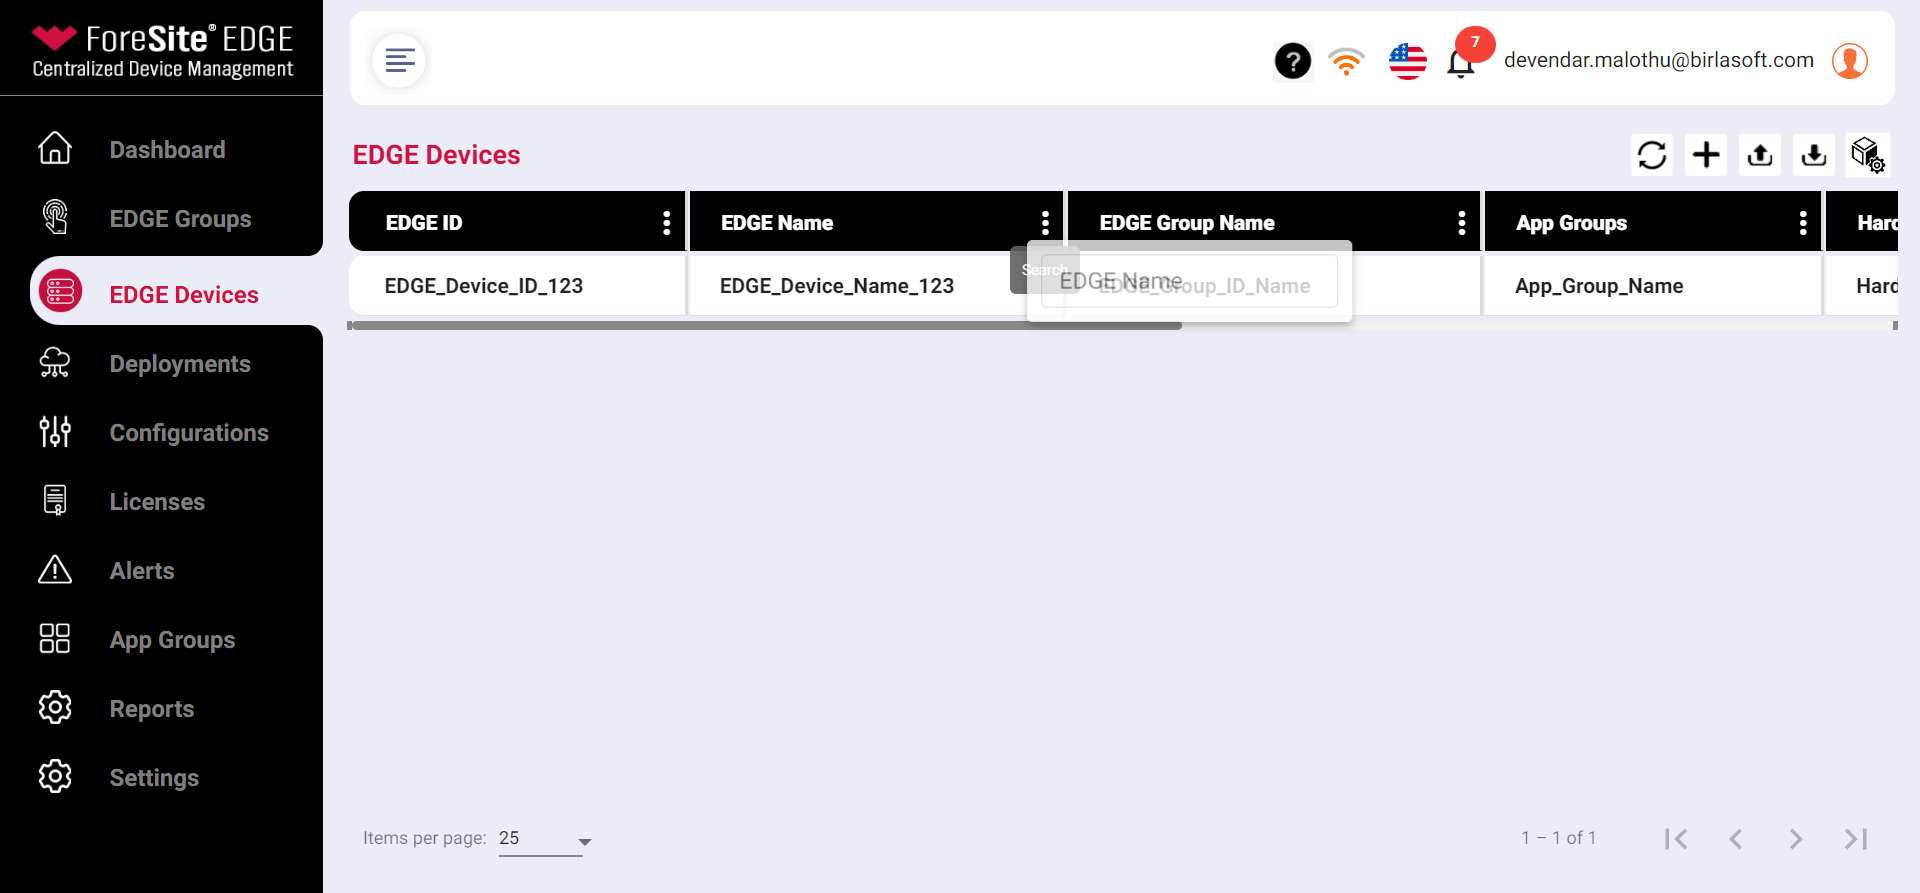 ForeSite® EDGE
Centralized Device Management
?
7
devendar.malothu@birlasoft.com
Dashboard
EDGE Groups
EDGE Devices
Deployments
Configurations
Licenses
Alerts
App Groups
Reports
Settings
EDGE Devices
EDGE ID
EDGE Name
EDGE Group Name
App Groups
Hard
EDGE_Device_ID_123
EDGE_Device_Name_123
Search
EDGE Name
EDGE_Group_ID_Name
App_Group_Name
Hard
Items per page: 25
1 – 1 of 1